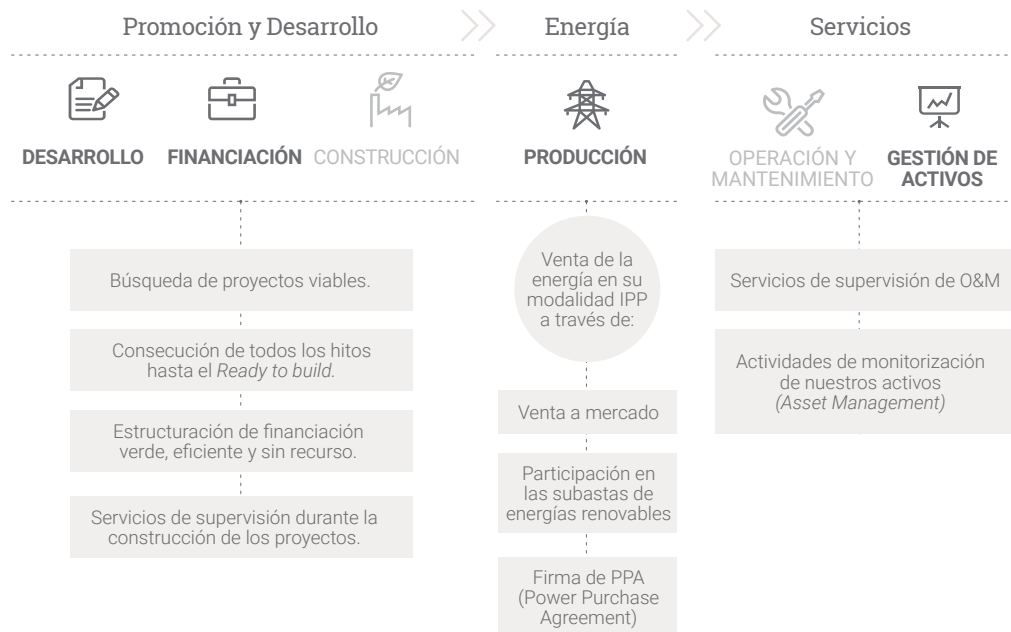 Promoción y Desarrollo
Energía
Servicios
DESARROLLO
FINANCIACIÓN
CONSTRUCCIÓN
PRODUCCIÓN
OPERACIÓN Y
MANTENIMIENTO
GESTIÓN DE
ACTIVOS
Búsqueda de proyectos viables.
Consecución de todos los hitos
hasta el Ready to build.
Estructuración de financiación
verde, eficiente y sin recurso.
Servicios de supervisión durante la
construcción de los proyectos.
Venta de la
energía en su
modalidad IPP
a través de:
Venta a mercado
Participación en
las subastas de
energías renovables
Firma de PPA
(Power Purchase
Agreement)
Servicios de supervisión de O&M
Actividades de monitorización
de nuestros activos
(Asset Management)